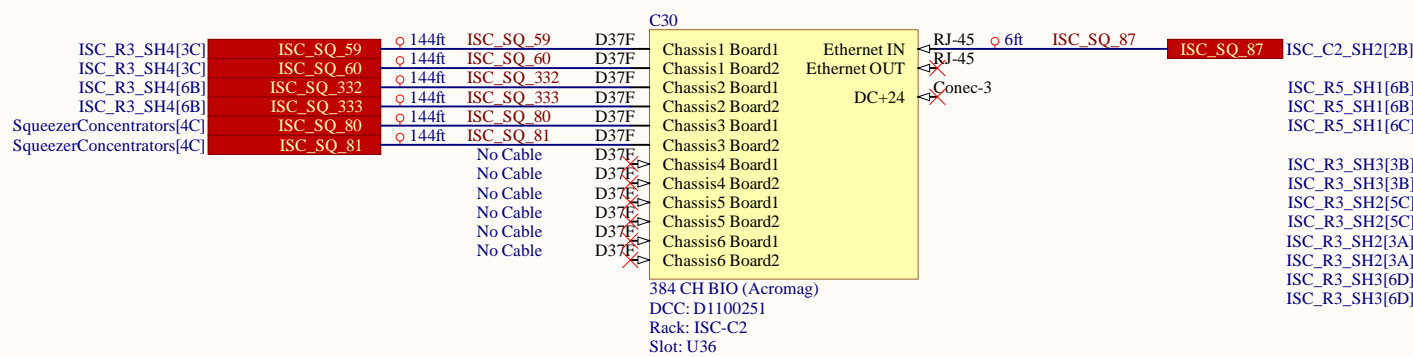 C30
ISC_R3_SH4[3C] ISC_SQ_59 144ft ISC_SQ_59 D37F Chassis1 Board1 Ethernet IN RJ-45 6ft ISC_SQ_87 ISC_SQ_87 ISC_C2_SH2[2B]
ISC_R3_SH4[3C] ISC_SQ_60 144ft ISC_SQ_60 D37F Chassis1 Board2 Ethernet OUT RJ-45
ISC_R3_SH4[6B] ISC_SQ_332 144ft ISC_SQ_332 D37F Chassis2 Board1 DC+24 Conec-3 ISC_R5_SH1[6B]
ISC_R3_SH4[6B] ISC_SQ_333 144ft ISC_SQ_333 D37F Chassis2 Board2 ISC_R5_SH1[6B]
SqueezerConcentrators[4C] ISC_SQ_80 144ft ISC_SQ_80 D37F Chassis3 Board1 ISC_R5_SH1[6C]
SqueezerConcentrators[4C] ISC_SQ_81 144ft ISC_SQ_81 D37F Chassis3 Board2
No Cable D37F Chassis4 Board1 ISC_R3_SH3[3B]
No Cable D37F Chassis4 Board2 ISC_R3_SH3[3B]
No Cable D37F Chassis5 Board1 ISC_R3_SH2[5C]
No Cable D37F Chassis5 Board2 ISC_R3_SH2[5C]
No Cable D37F Chassis6 Board1 ISC_R3_SH2[3A]
No Cable D37F Chassis6 Board2 ISC_R3_SH2[3A]
ISC_R3_SH3[6D]
384 CH BIO (Acromag) ISC_R3_SH3[6D]
DCC: D1100251
Rack: ISC-C2
Slot: U36